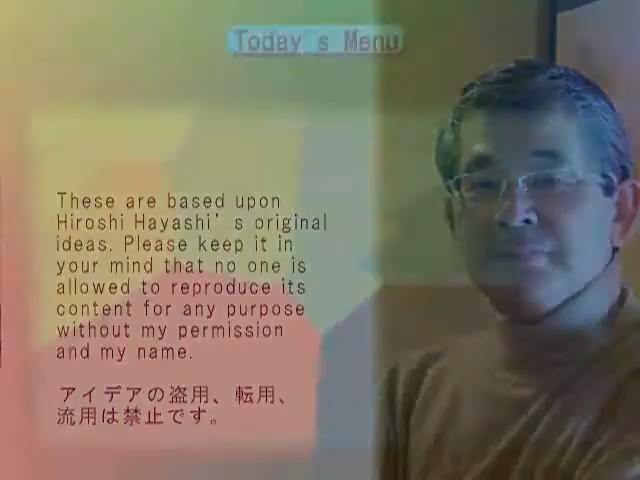 Today's Menu
These are based upon
Hiroshi Hayashi's original
ideas. Please keep it in
your mind that no one is
allowed to reproduce its
content for any purpose
without my permission
and my name.
アイデアの盗用、転用、
流用は禁止です。